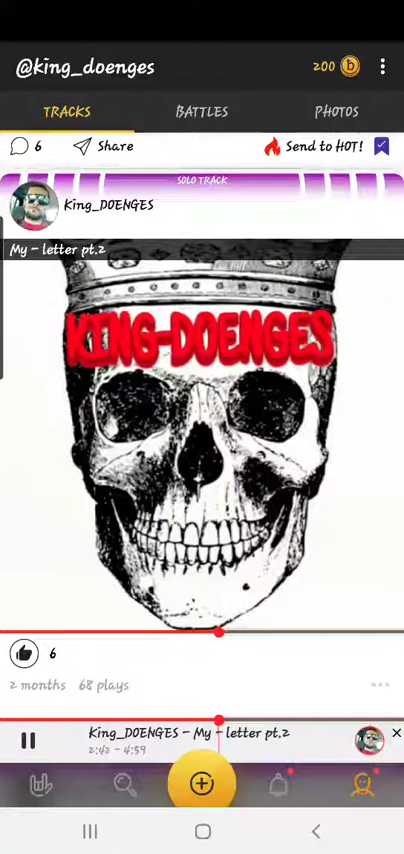 @king_doenges
200
TRACKS
BATTLES
PHOTOS
6
Share
Send to HOT!
SOLO TRACK
King_DOENGES
My - letter pt.2
KING-DOENGES
6
2 months 68 plays
King_DOENGES - My - letter pt.2
2:42 - 4:59